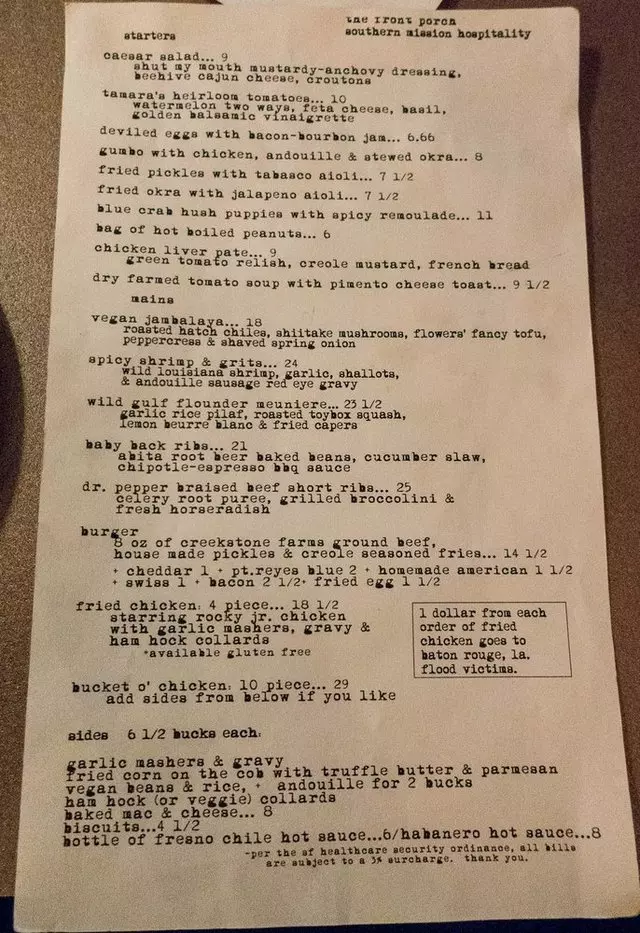 the front porch
southern mission hospitality
starters
caesar salad... 9
shut my mouth mustardy-anchovy dressing,
beehive cajun cheese, croutons
tamara's heirloom tomatoes... 10
watermelon two ways, feta cheese, basil,
golden balsamic vinaigrette
deviled eggs with bacon-bourbon jam... 6.66
gumbo with chicken, andouille & stewed okra... 8
fried pickles with tabasco aioli... 7 1/2
fried okra with jalapeno aioli... 7 1/2
blue crab hush puppies with spicy remoulade... 11
bag of hot boiled peanuts... 6
chicken liver pate... 9
green tomato relish, creole mustard, french bread
dry farmed tomato soup with pimento cheese toast... 9 1/2
mains
vegan jambalaya... 18
roasted hatch chiles, shiitake mushrooms, flowers' fancy tofu,
peppercress & shaved spring onion
spicy shrimp & grits... 24
wild louisiana shrimp, garlic, shallots,
& andouille sausage red eye gravy
wild gulf flounder meuniere... 23 1/2
garlic rice pilaf, roasted toybox squash,
lemon beurre blanc & fried capers
baby back ribs... 21
abita root beer baked beans, cucumber slaw,
chipotle-espresso bbq sauce
dr. pepper braised beef short ribs... 25
celery root puree, grilled broccolini &
fresh horseradish
burger
8 oz of creekstone farms ground beef,
house made pickles & creole seasoned fries... 14 1/2
+ cheddar 1 + pt.reyes blue 2 + homemade american 1 1/2
+ swiss 1 + bacon 2 1/2+ fried egg 1 1/2
fried chicken: 4 piece... 18 1/2
starring rocky jr. chicken
with garlic mashers, gravy &
ham hock collards
*available gluten free
1 dollar from each
order of fried
chicken goes to
baton rouge, la.
flood victims.
bucket o' chicken: 10 piece... 29
add sides from below if you like
sides 6 1/2 bucks each:
garlic mashers & gravy
fried corn on the cob with truffle butter & parmesan
vegan beans & rice, + andouille for 2 bucks
ham hock (or veggie) collards
baked mac & cheese... 8
biscuits...4 1/2
bottle of fresno chile hot sauce...6/habanero hot sauce...8
-per the sf healthcare security ordinance, all bills
are subject to a 3% surcharge. thank you.